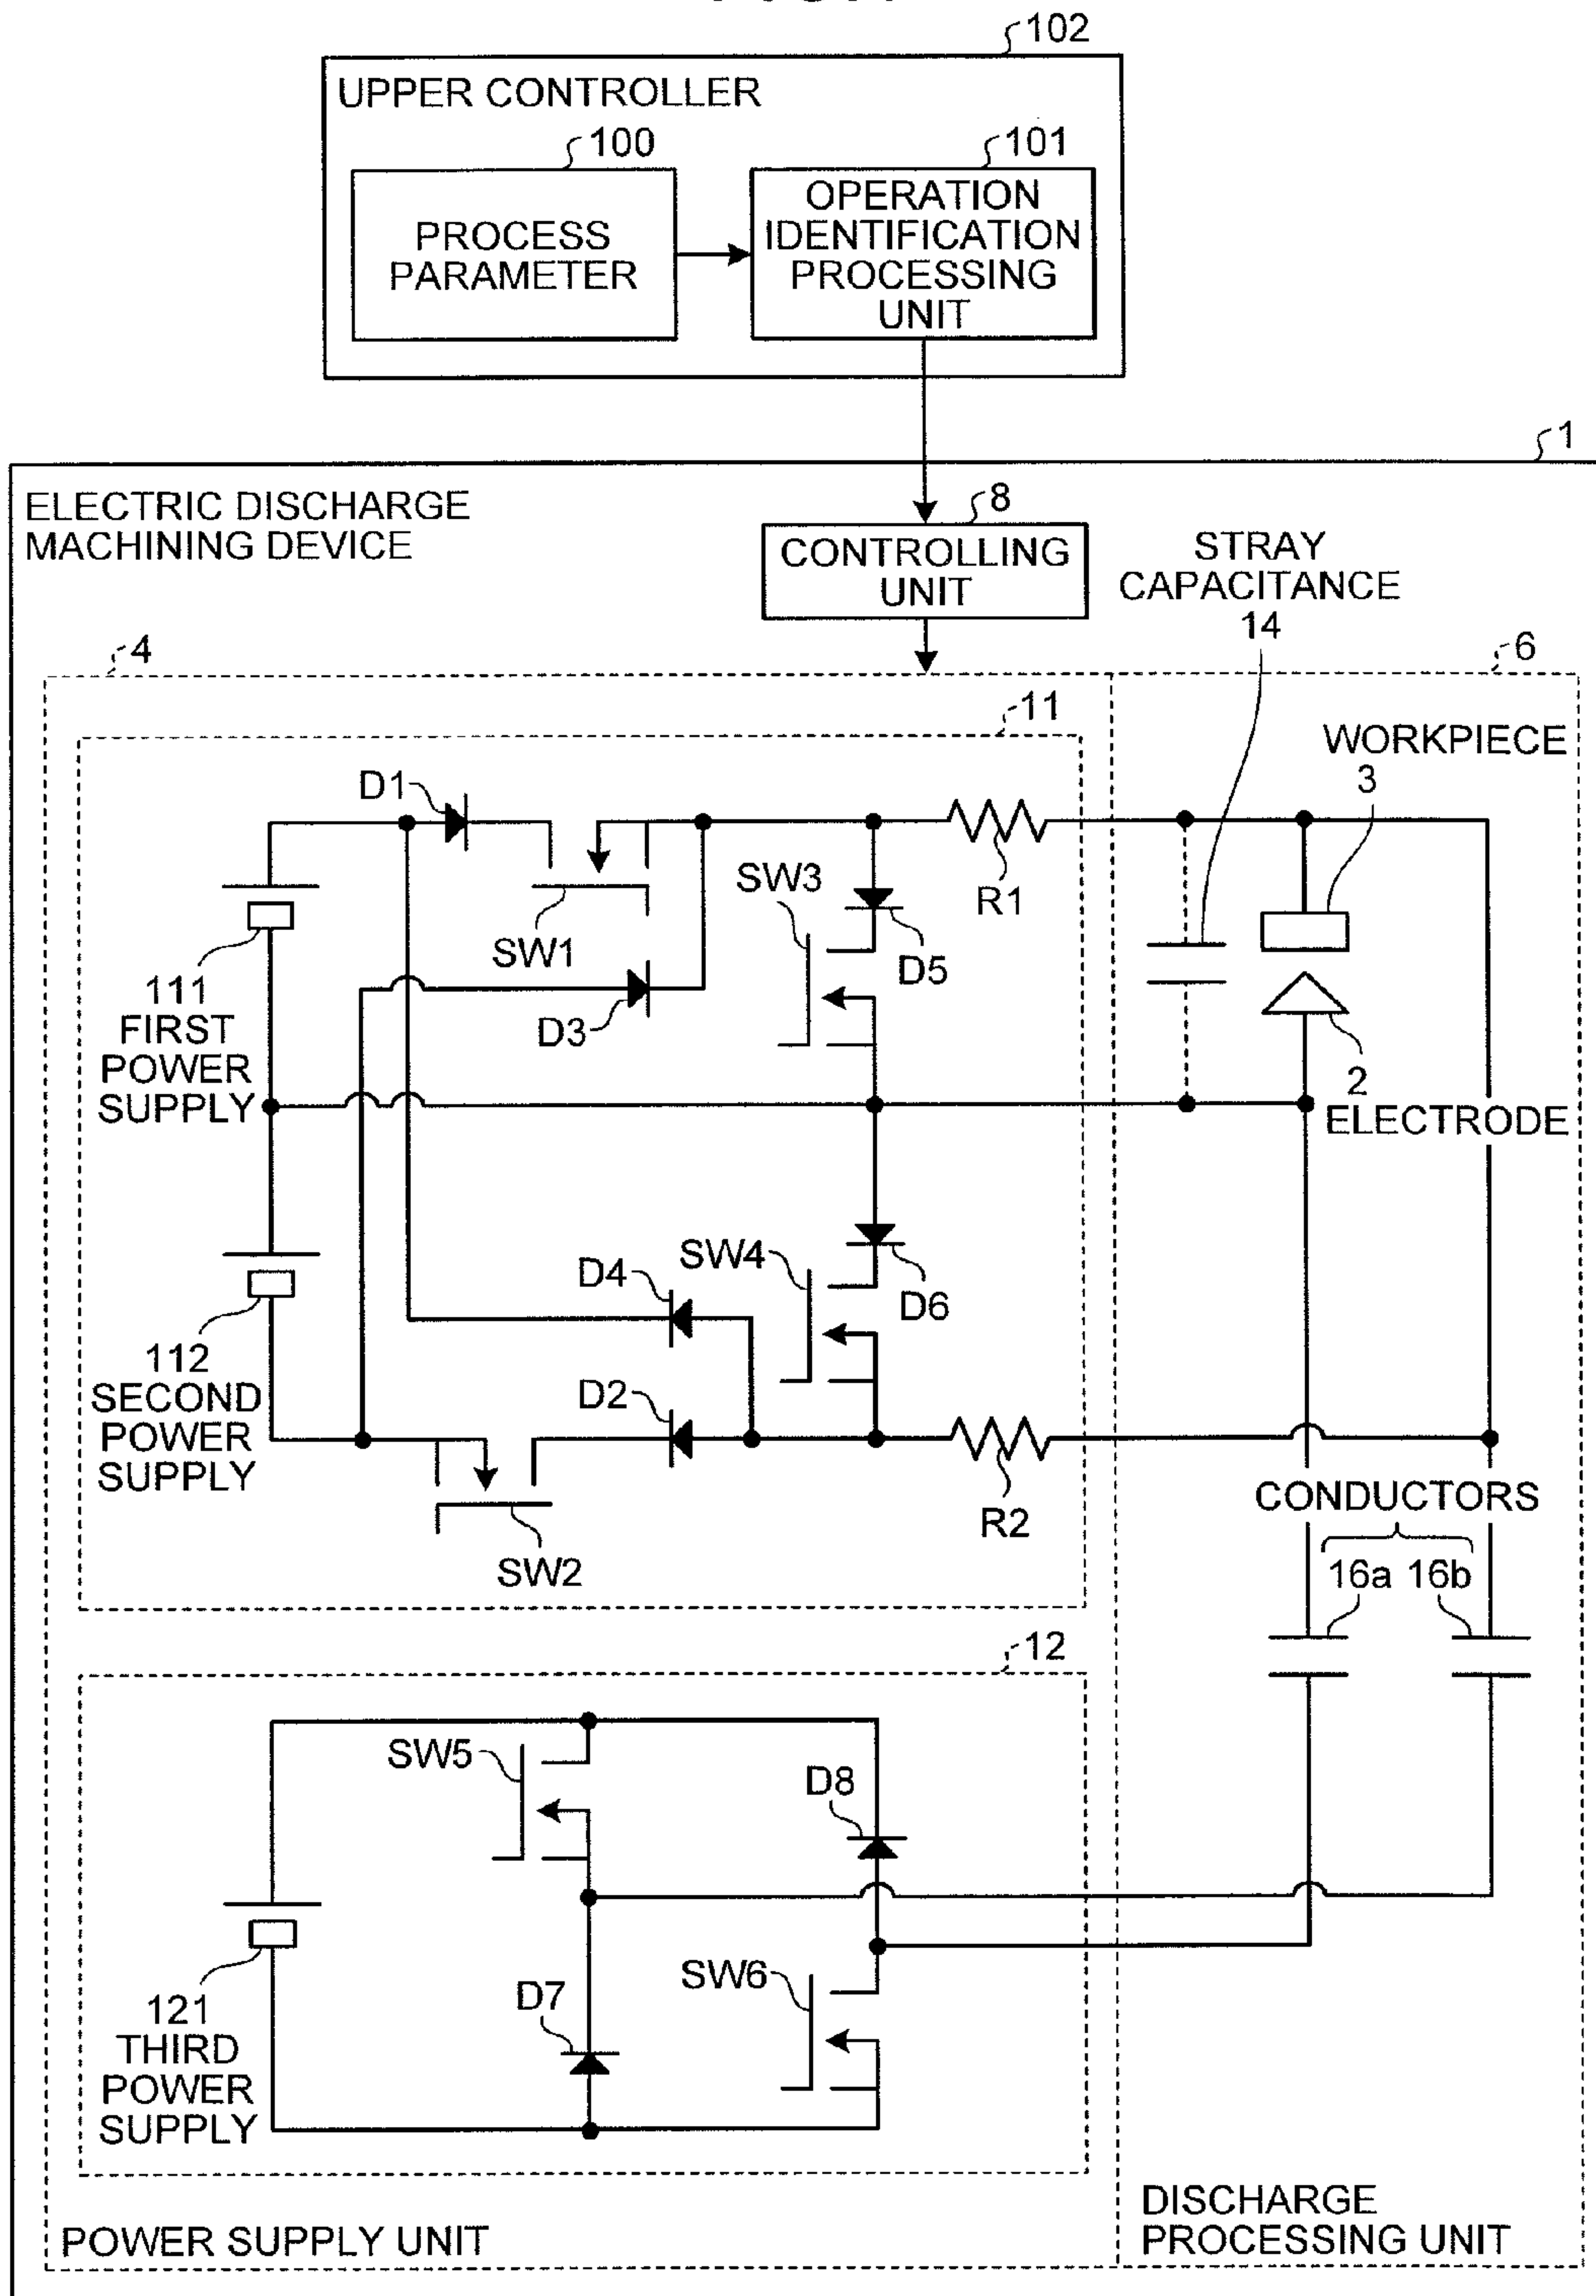 102
UPPER CONTROLLER
100
101
PROCESS
PARAMETER
OPERATION
IDENTIFICATION
PROCESSING
UNIT
1
ELECTRIC DISCHARGE
MACHINING DEVICE
8
CONTROLLING
UNIT
STRAY
CAPACITANCE
14
4
6
11
WORKPIECE
3
D1
SW1
SW3
D5
R1
D3
111
FIRST
POWER
SUPPLY
2
ELECTRODE
SW4
D6
D4
112
SECOND
POWER
SUPPLY
D2
R2
SW2
CONDUCTORS
16a 16b
12
SW5
D8
121
THIRD
POWER
SUPPLY
D7
SW6
POWER SUPPLY UNIT
DISCHARGE
PROCESSING UNIT